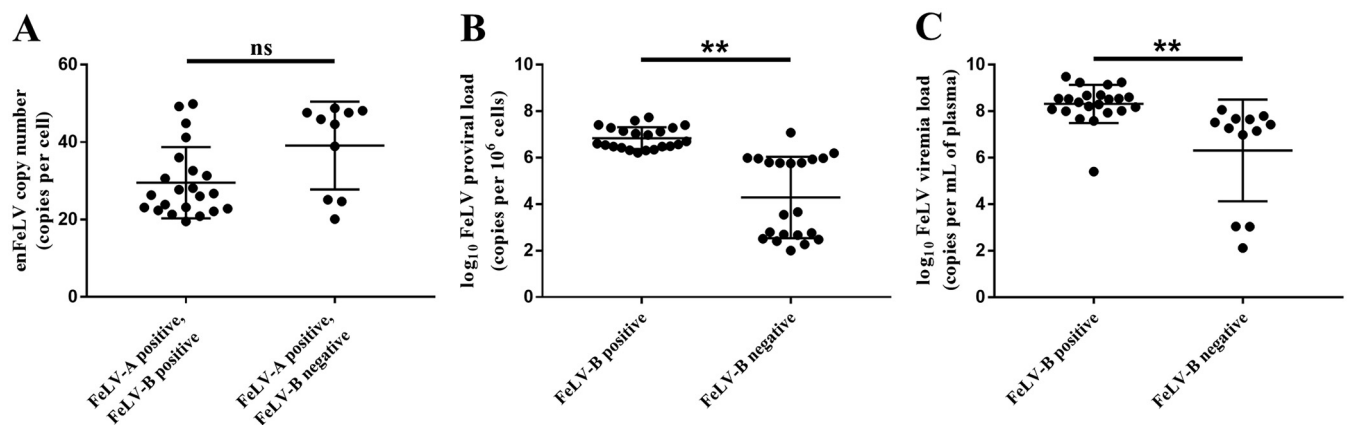 A
ns
enFeLV copy number
(copies per cell)
60
40
20
0
FeLV-A positive,
FeLV-B positive
FeLV-A positive,
FeLV-B negative
B
**
log10 FeLV proviral load
(copies per 10^6 cells)
10
8
6
4
2
0
FeLV-B positive
FeLV-B negative
C
**
log10 FeLV viremia load
(copies per mL of plasma)
10
8
6
4
2
0
FeLV-B positive
FeLV-B negative